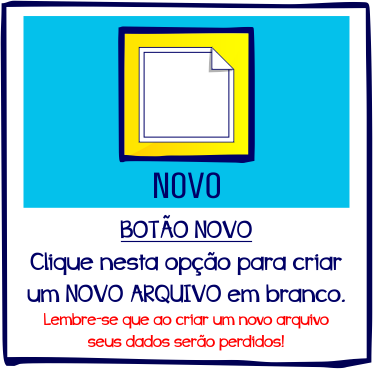 NOVO
BOTÃO NOVO
Clique nesta opção para criar
um NOVO ARQUIVO em branco.
Lembre-se que ao criar um novo arquivo
seus dados serão perdidos!